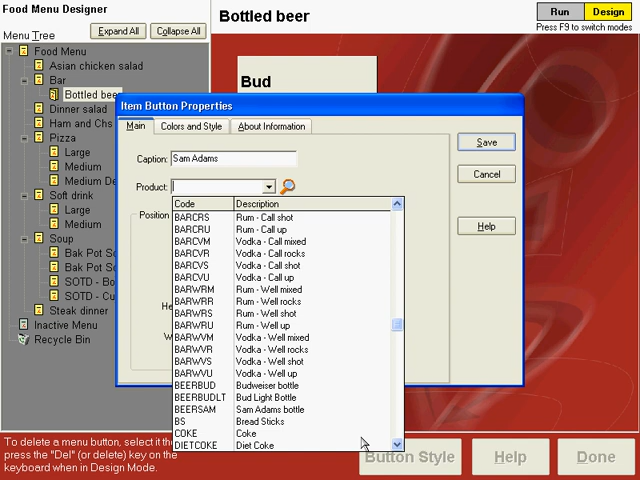 Food Menu Designer
Bottled beer
Run Design
Press F9 to switch modes
Menu Tree
Expand All
Collapse All
Food Menu
Asian chicken salad
Bar
Bottled beer
Dinner salad
Ham and Chs
Pizza
Large
Medium
Medium De
Soft drink
Large
Medium
Soup
Bak Pot So
Bak Pot So
SOTD - Bo
SOTD - Cu
Steak dinner
Inactive Menu
Recycle Bin
Bud
Item Button Properties
Main
Colors and Style
About Information
Caption: Sam Adams
Product:
Position
He
W
Save
Cancel
Help
Code Description
BARCRS Rum - Call shot
BARCRU Rum - Call up
BARCVM Vodka - Call mixed
BARCVR Vodka - Call rocks
BARCVS Vodka - Call shot
BARCVU Vodka - Call up
BARWRM Rum - Well mixed
BARWRR Rum - Well rocks
BARWRS Rum - Well shot
BARWRU Rum - Well up
BARWVM Vodka - Well mixed
BARWVR Vodka - Well rocks
BARWVS Vodka - Well shot
BARWVU Vodka - Well up
BEERBUD Budweiser bottle
BEERBUDLT Bud Light Bottle
BEERSAM Sam Adams bottle
BS Bread Sticks
COKE Coke
DIETCOKE Diet Coke
To delete a menu button, select it th
press the "Del" (or delete) key on the
keyboard when in Design Mode.
Button Style
Help
Done